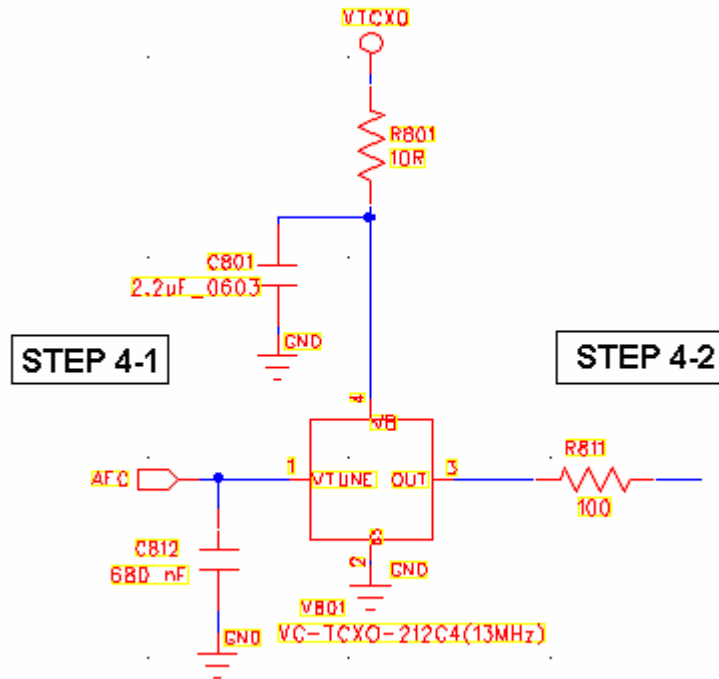 VTCXO
R801
10R
C801
2.2uF_0603
GND
STEP 4-1
STEP 4-2
4
VB
R811
AFC
1
VTUNE
OUT
3
100
C812
680 nF
G
2
GND
V801
GND
VC-TCXO-212C4(13MHz)